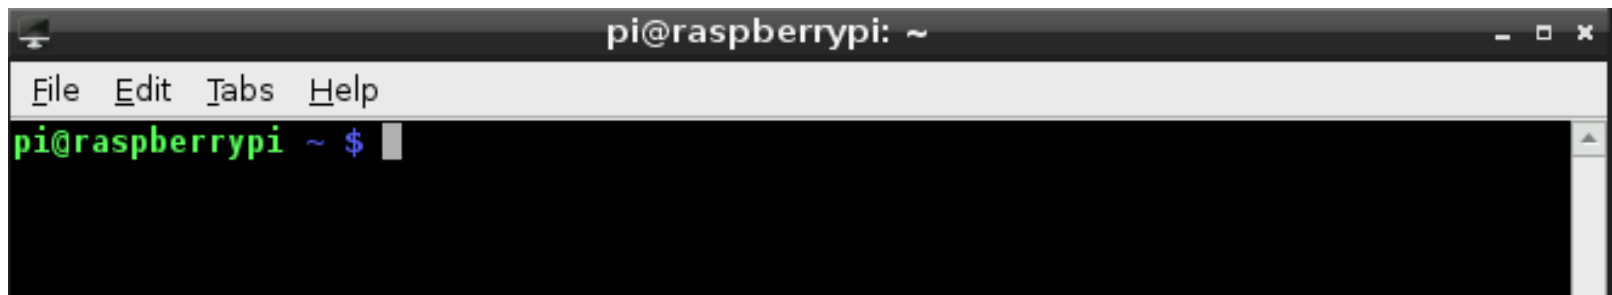 pi@raspberrypi: ~
File Edit Tabs Help
pi@raspberrypi ~ $